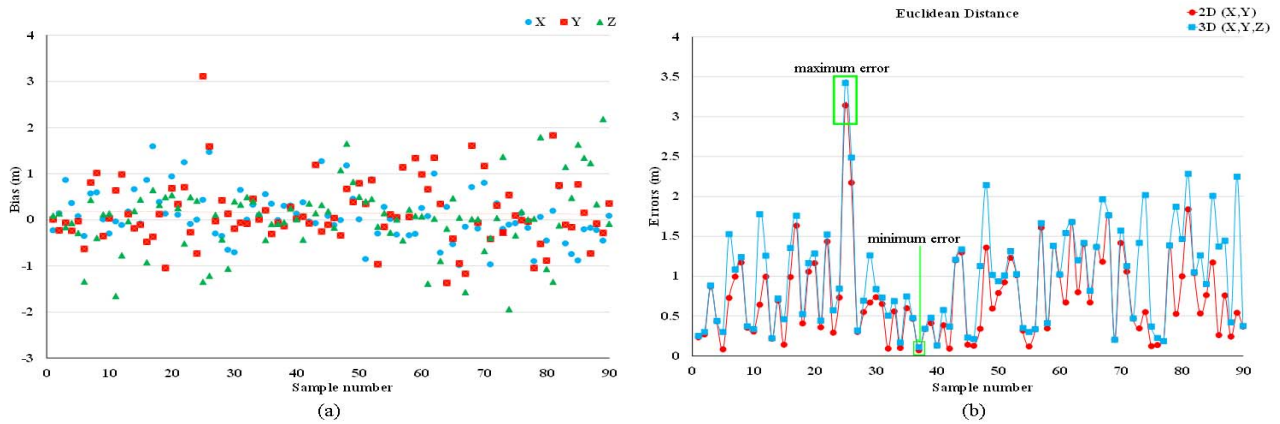 X Y Z
4
3
2
1
0
-1
-2
-3
Bias (m)
0 10 20 30 40 50 60 70 80 90
Sample number
(a)
Euclidean Distance
2D (X,Y)
3D (X,Y,Z)
maximum error
minimum error
4
3.5
3
2.5
2
1.5
1
0.5
0
Errors (m)
0 10 20 30 40 50 60 70 80 90
Sample number
(b)